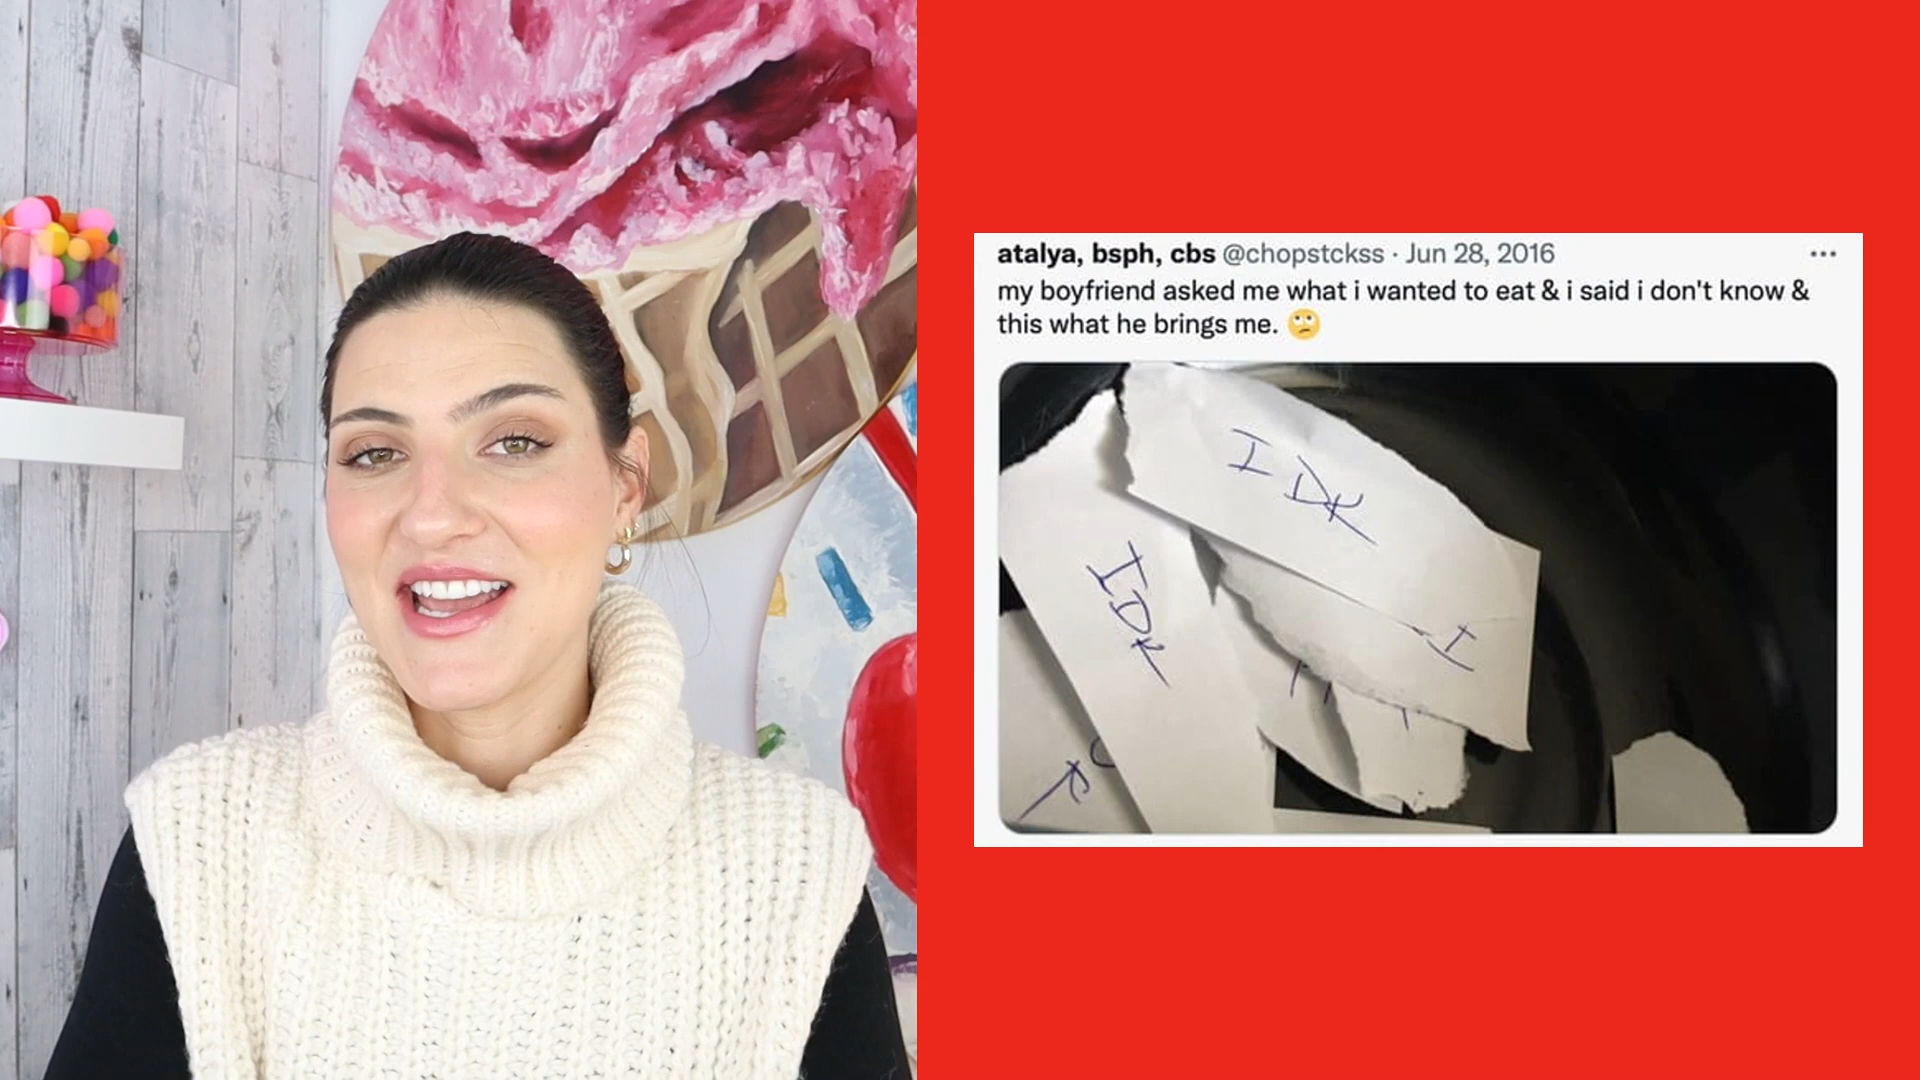 atalya, bsph, cbs @chopstckss · Jun 28, 2016
my boyfriend asked me what i wanted to eat & i said i don't know &
this what he brings me. 🙄
I DK
I
IDK
K